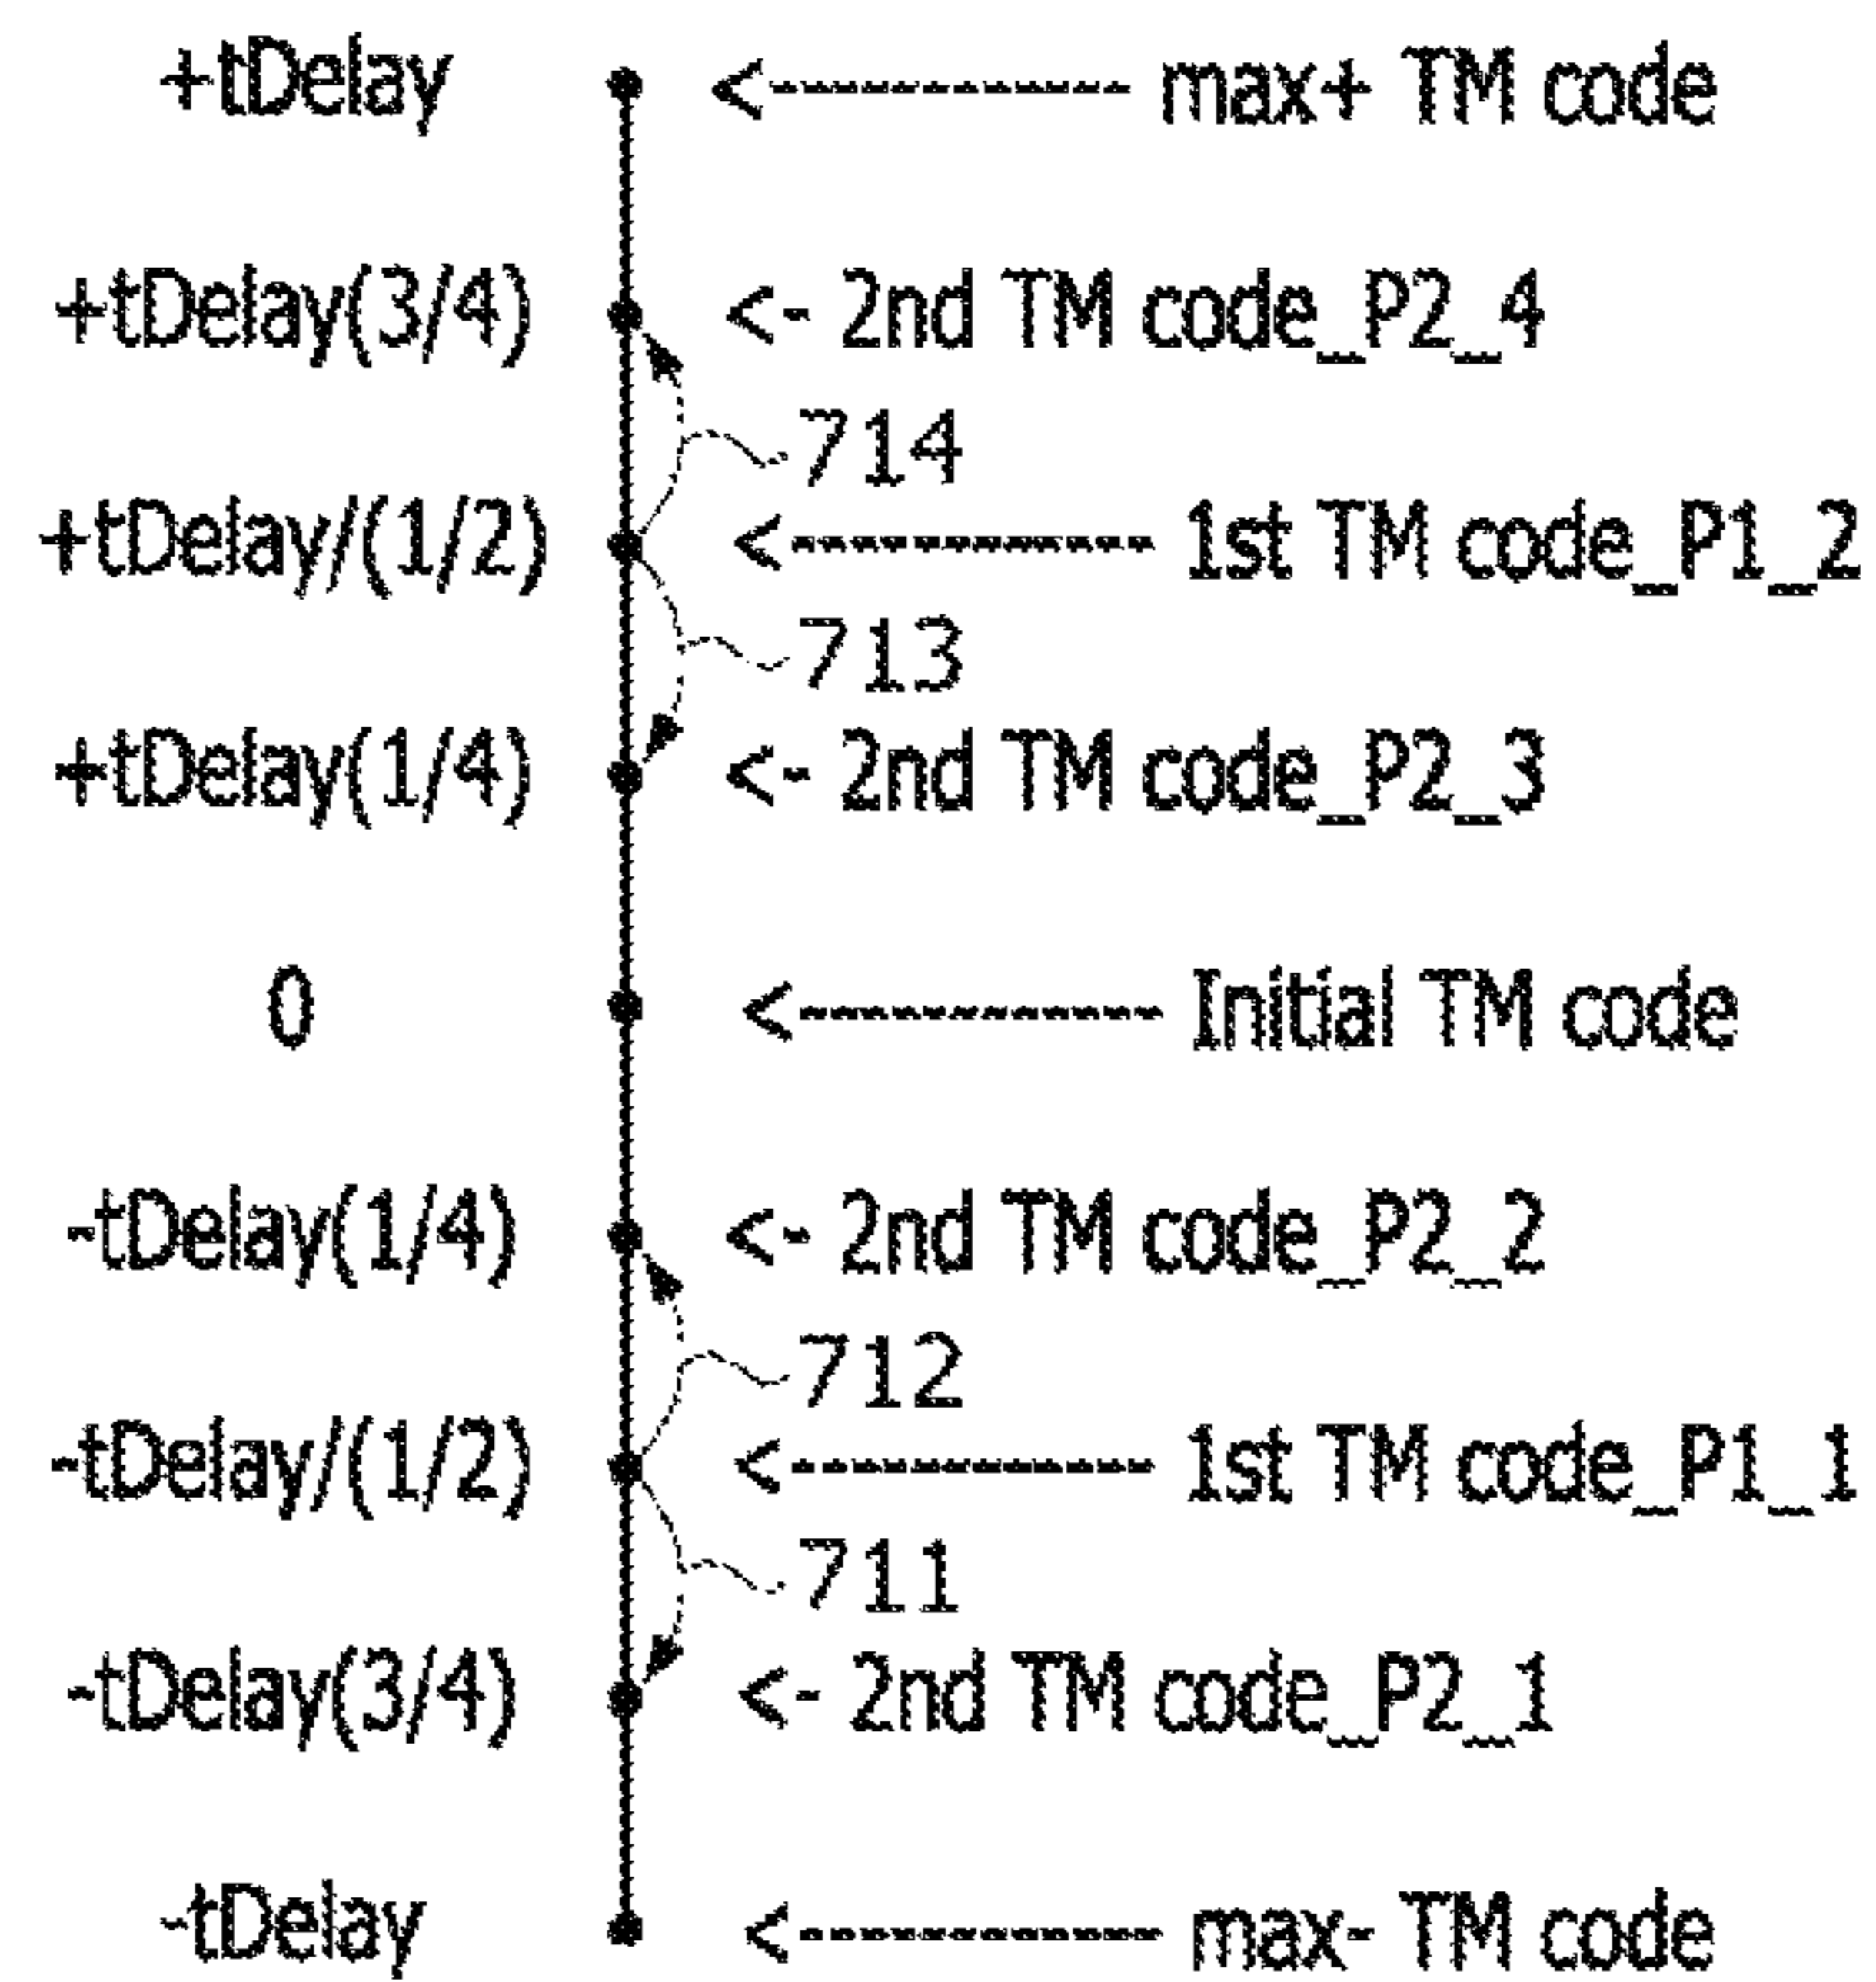 +tDelay <------------ max+ TM code
+tDelay(3/4) <- 2nd TM code_P2_4
714
+tDelay/(1/2) <------------ 1st TM code_P1_2
713
+tDelay(1/4) <- 2nd TM code_P2_3
0 <------------ Initial TM code
-tDelay(1/4) <- 2nd TM code_P2_2
712
-tDelay/(1/2) <------------ 1st TM code_P1_1
711
-tDelay(3/4) <- 2nd TM code_P2_1
-tDelay <------------ max- TM code